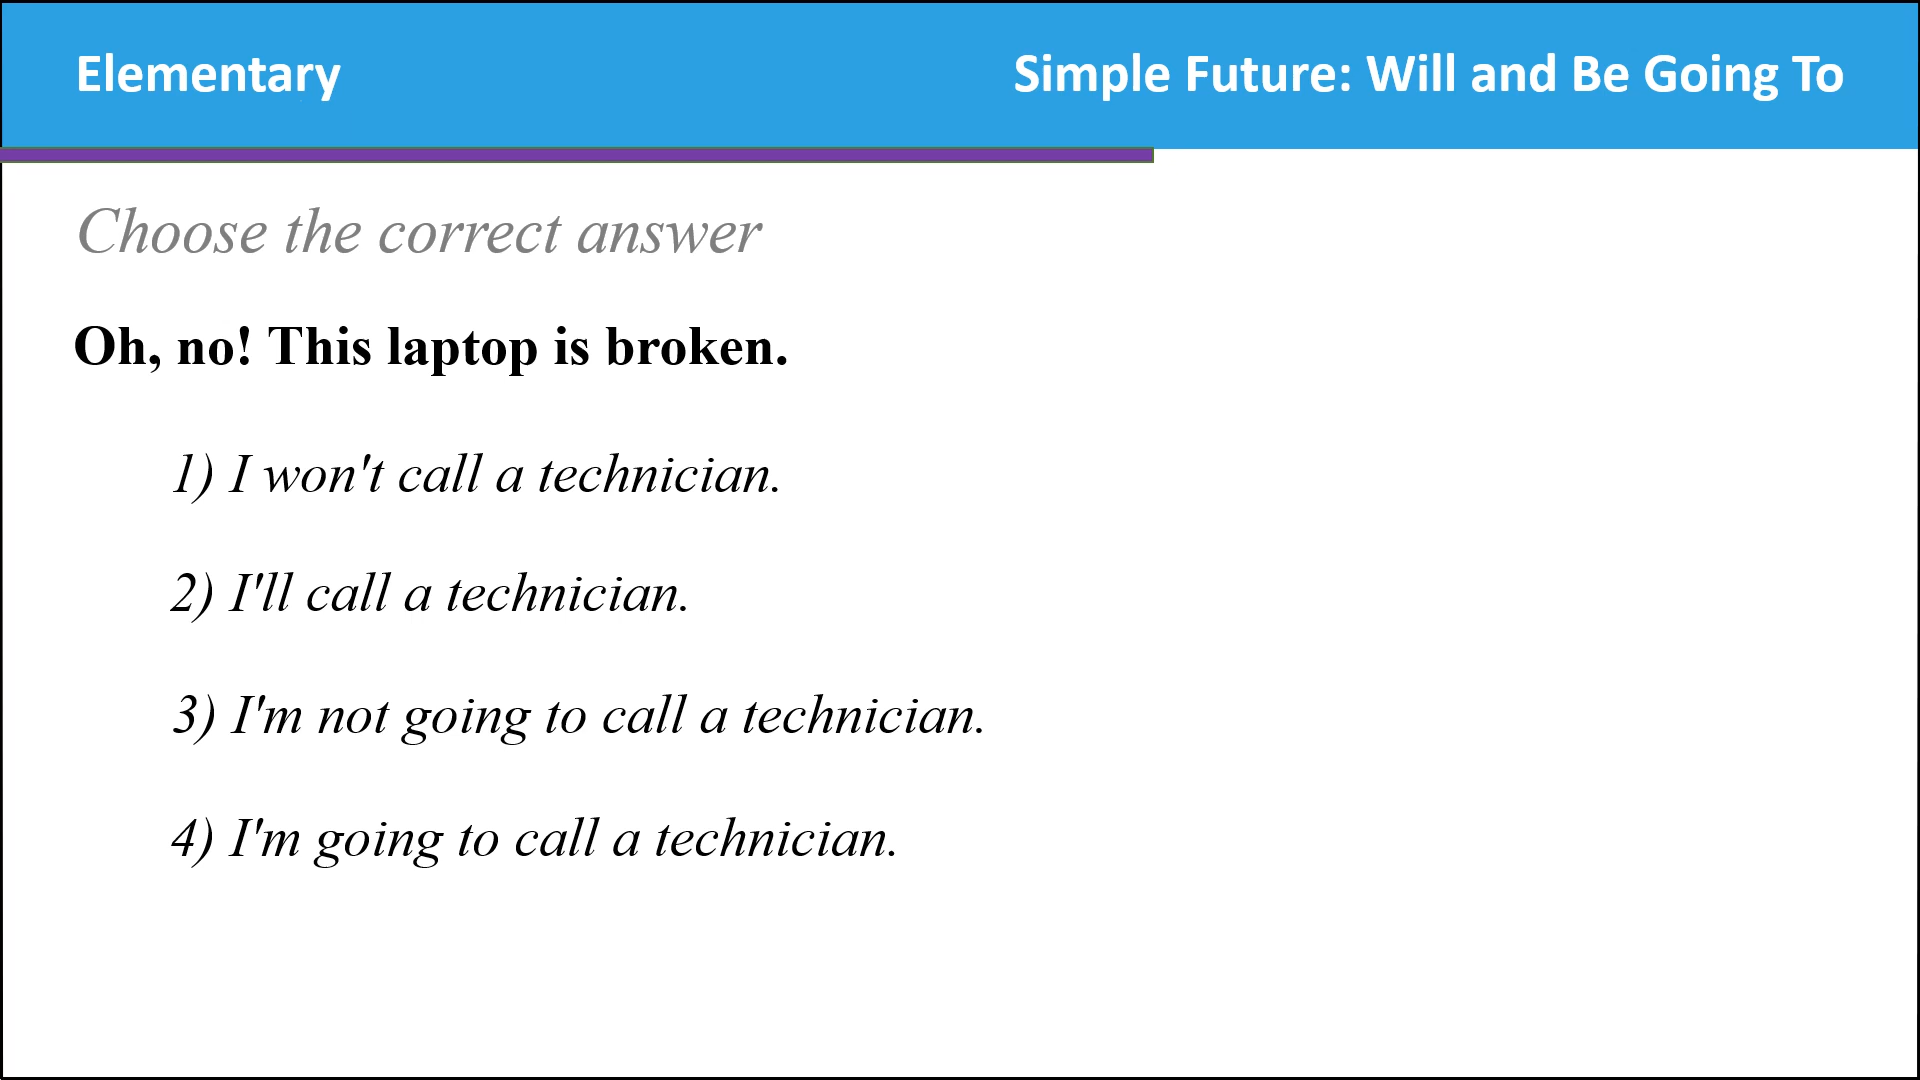 Elementary
Simple Future: Will and Be Going To
Choose the correct answer
Oh, no! This laptop is broken.
1) I won't call a technician.
2) I'll call a technician.
3) I'm not going to call a technician.
4) I'm going to call a technician.